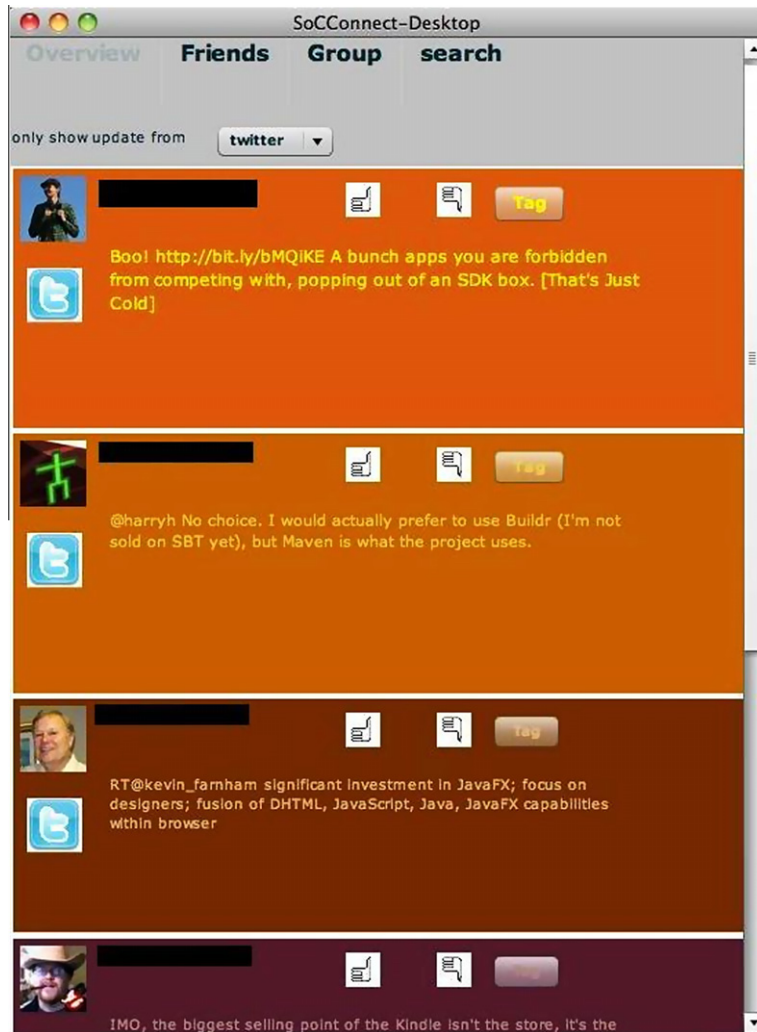 SoCConnect-Desktop
Overview Friends Group search
only show update from twitter
Tag
Boo! http://bit.ly/bMQiKE A bunch apps you are forbidden
from competing with, popping out of an SDK box. [That's Just
Cold]
Tag
@harryh No choice. I would actually prefer to use Buildr (I'm not
sold on SBT yet), but Maven is what the project uses.
Tag
RT@kevin_farnham significant investment in JavaFX; focus on
designers; fusion of DHTML, JavaScript, Java, JavaFX capabilities
within browser
Tag
IMO, the biggest selling point of the Kindle isn't the store, it's the